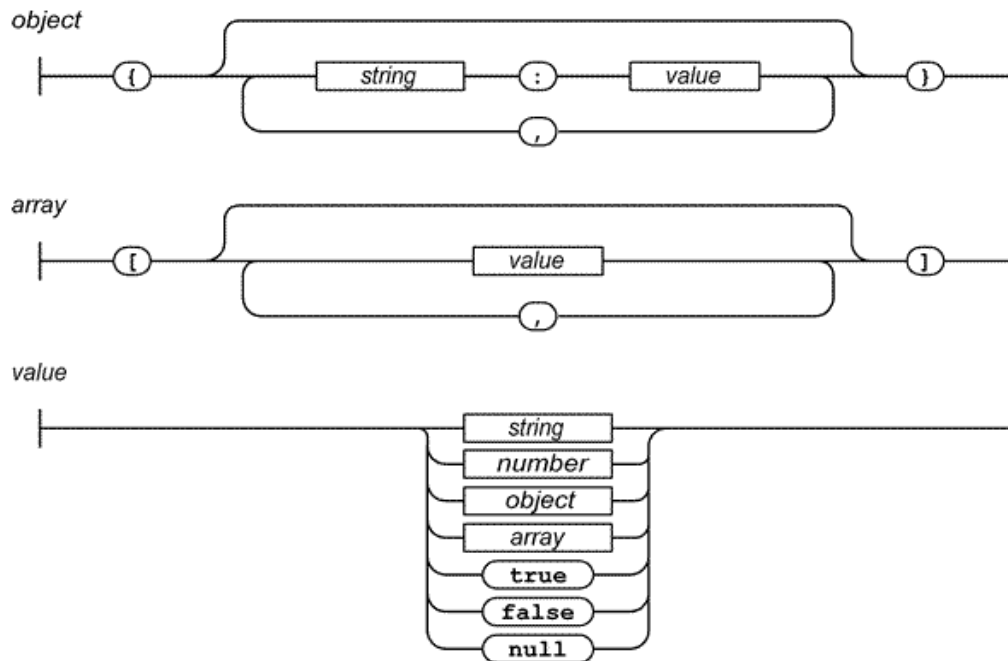 object
{ string : value }
,
array
[ value ]
,
value
string
number
object
array
true
false
null